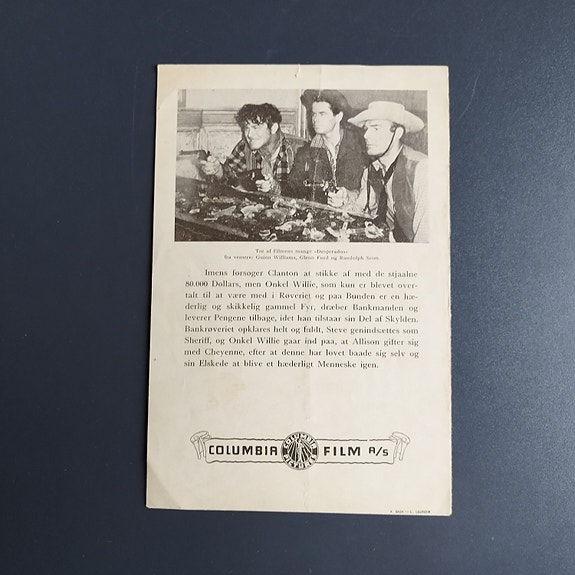 Tre af Filmens mange »Desperados«
fra venstre: Guinn Williams, Glenn Ford og Randolph Scott
Imens forsøger Clanton at stikke af med de stjaalne
80.000 Dollars, men Onkel Willie, som kun er blevet over-
talt til at være med i Røveriet og paa Bunden er en hæ-
derlig og skikkelig gammel Fyr, dræber Bankmanden og
leverer Pengene tilbage, idet han tilstaar sin Del af Skylden.
Bankrøveriet opklares helt og fuldt, Steve genindsættes som
Sheriff, og Onkel Willie gaar ind paa, at Allison gifter sig
med Cheyenne, efter at denne har lovet baade sig selv og
sin Elskede at blive et hæderligt Menneske igen.
COLUMBIA COLUMBIA PICTURES FILM A/S